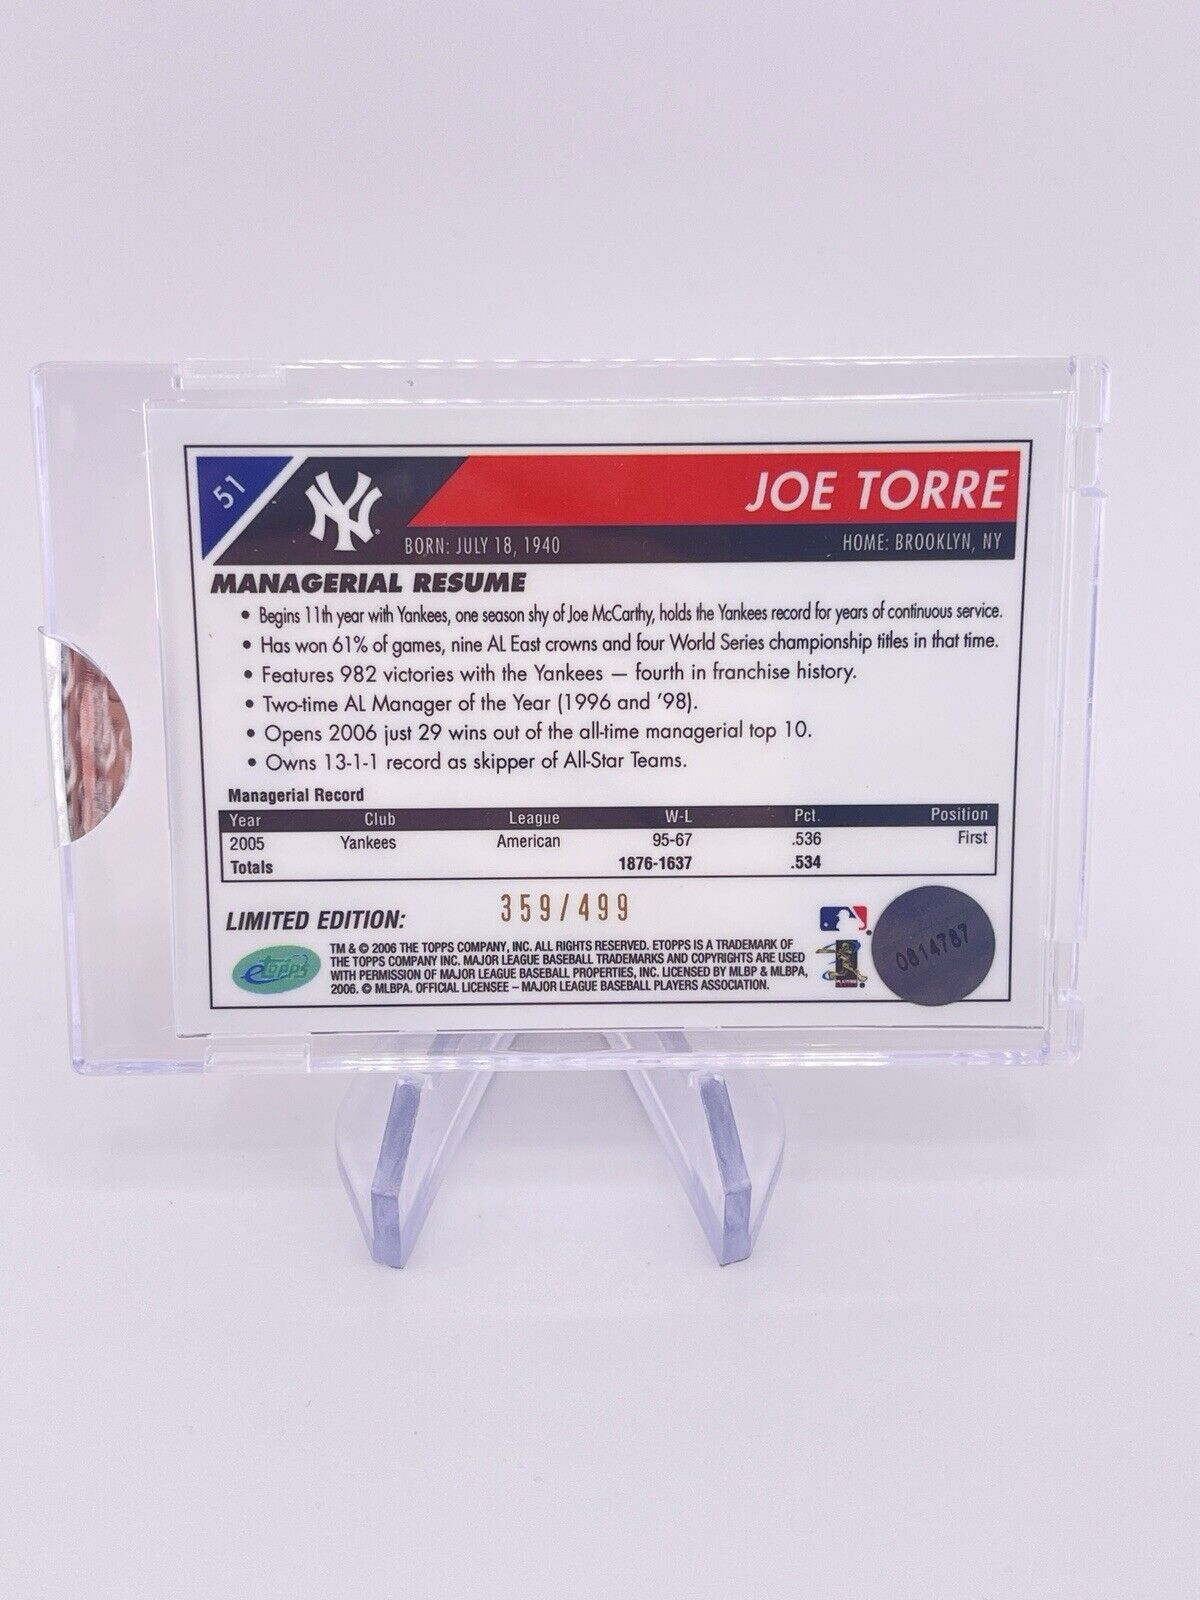 51
NY
JOE TORRE
BORN: JULY 18, 1940
HOME: BROOKLYN, NY
MANAGERIAL RESUME
• Begins 11th year with Yankees, one season shy of Joe McCarthy, holds the Yankees record for years of continuous service.
• Has won 61% of games, nine AL East crowns and four World Series championship titles in that time.
• Features 982 victories with the Yankees — fourth in franchise history.
• Two-time AL Manager of the Year (1996 and '98).
• Opens 2006 just 29 wins out of the all-time managerial top 10.
• Owns 13-1-1 record as skipper of All-Star Teams.
Managerial Record
Year Club League W-L Pct. Position
2005 Yankees American 95-67 .536 First
Totals 1876-1637 .534
LIMITED EDITION: 359/499
etopps
TM & © 2006 THE TOPPS COMPANY, INC. ALL RIGHTS RESERVED. ETOPPS IS A TRADEMARK OF
THE TOPPS COMPANY INC. MAJOR LEAGUE BASEBALL TRADEMARKS AND COPYRIGHTS ARE USED
WITH PERMISSION OF MAJOR LEAGUE BASEBALL PROPERTIES, INC. LICENSED BY MLBP & MLBPA,
2006. © MLBPA. OFFICIAL LICENSEE – MAJOR LEAGUE BASEBALL PLAYERS ASSOCIATION.
0814787